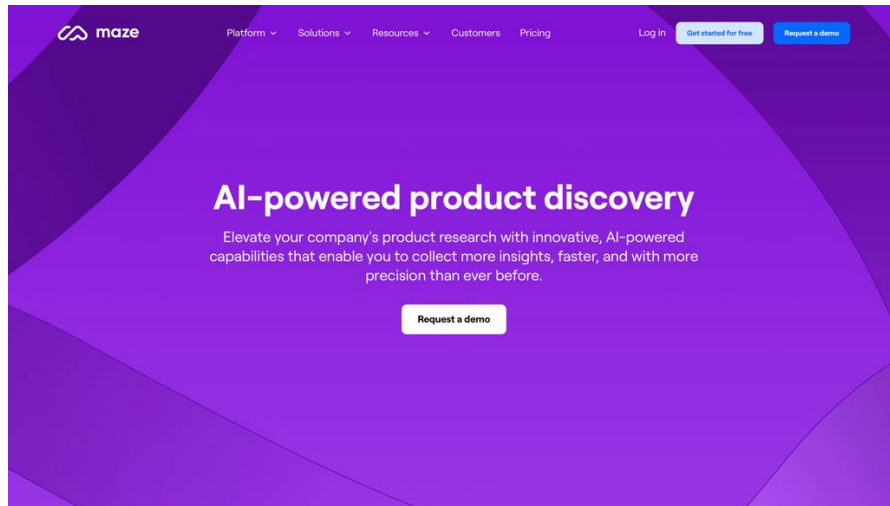 maze
Platform
Solutions
Resources
Customers
Pricing
Log in
Get started for free
Request a demo
AI-powered product discovery
Elevate your company's product research with innovative, AI-powered
capabilities that enable you to collect more insights, faster, and with more
precision than ever before.
Request a demo